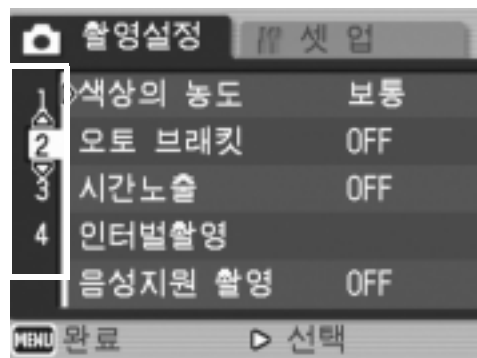 촬영설정 셋 업
1 색상의 농도 보통
2 오토 브래킷 OFF
3 시간노출 OFF
4 인터벌촬영
음성지원 촬영 OFF
MENU 완료 선택